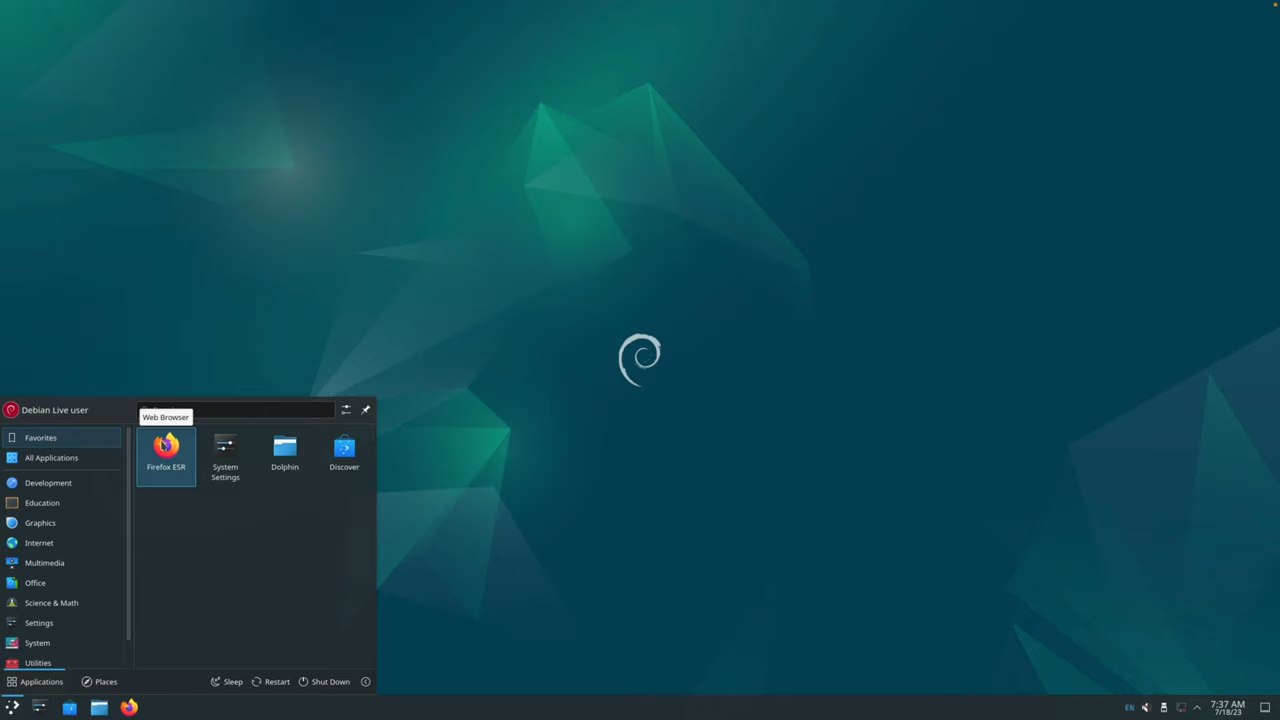 Debian Live user
Web Browser
Favorites
All Applications
Development
Education
Graphics
Internet
Multimedia
Office
Science & Math
Settings
System
Utilities
Firefox ESR
System
Settings
Dolphin
Discover
Applications
Places
Sleep
Restart
Shut Down
EN
7:37 AM
7/18/23